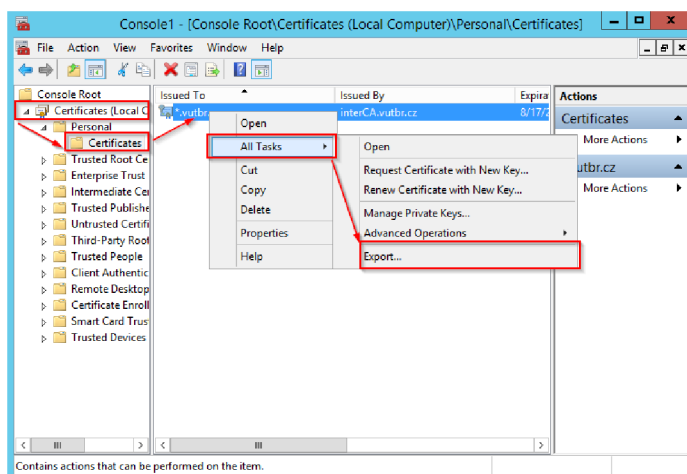 Console1 - [Console Root\Certificates (Local Computer)\Personal\Certificates]
File Action View Favorites Window Help
Console Root
Certificates (Local C
Personal
Certificates
Trusted Root Ce
Enterprise Trust
Intermediate Cer
Trusted Publishe
Untrusted Certifi
Third-Party Root
Trusted People
Client Authentic
Remote Desktop
Certificate Enroll
Smart Card Trus
Trusted Devices
Issued To Issued By Expira
*.vutbr. interCA.vutbr.cz 8/17/2
Open
All Tasks
Cut
Copy
Delete
Properties
Help
Open
Request Certificate with New Key...
Renew Certificate with New Key...
Manage Private Keys...
Advanced Operations
Export...
Actions
Certificates
More Actions
utbr.cz
More Actions
Contains actions that can be performed on the item.